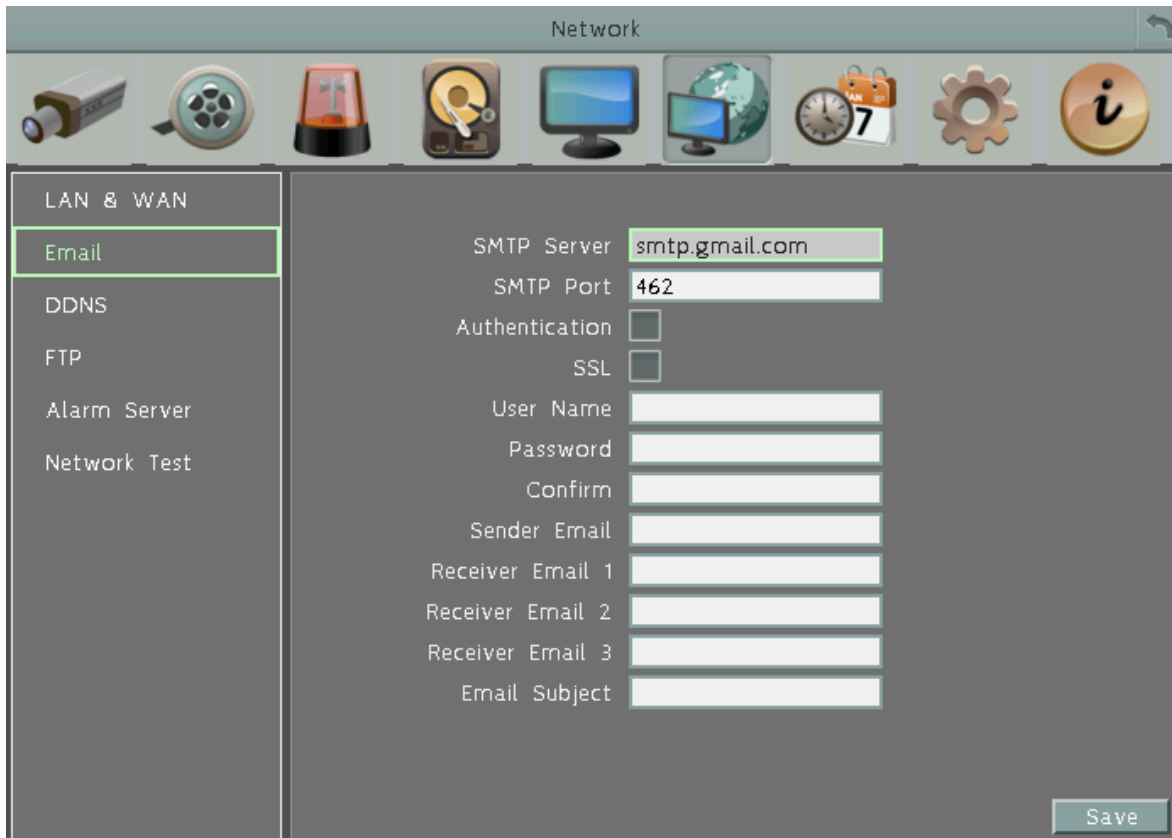 Network
JAN
7
i
LAN & WAN
Email
DDNS
FTP
Alarm Server
Network Test
SMTP Server smtp.gmail.com
SMTP Port 462
Authentication
SSL
User Name
Password
Confirm
Sender Email
Receiver Email 1
Receiver Email 2
Receiver Email 3
Email Subject
Save